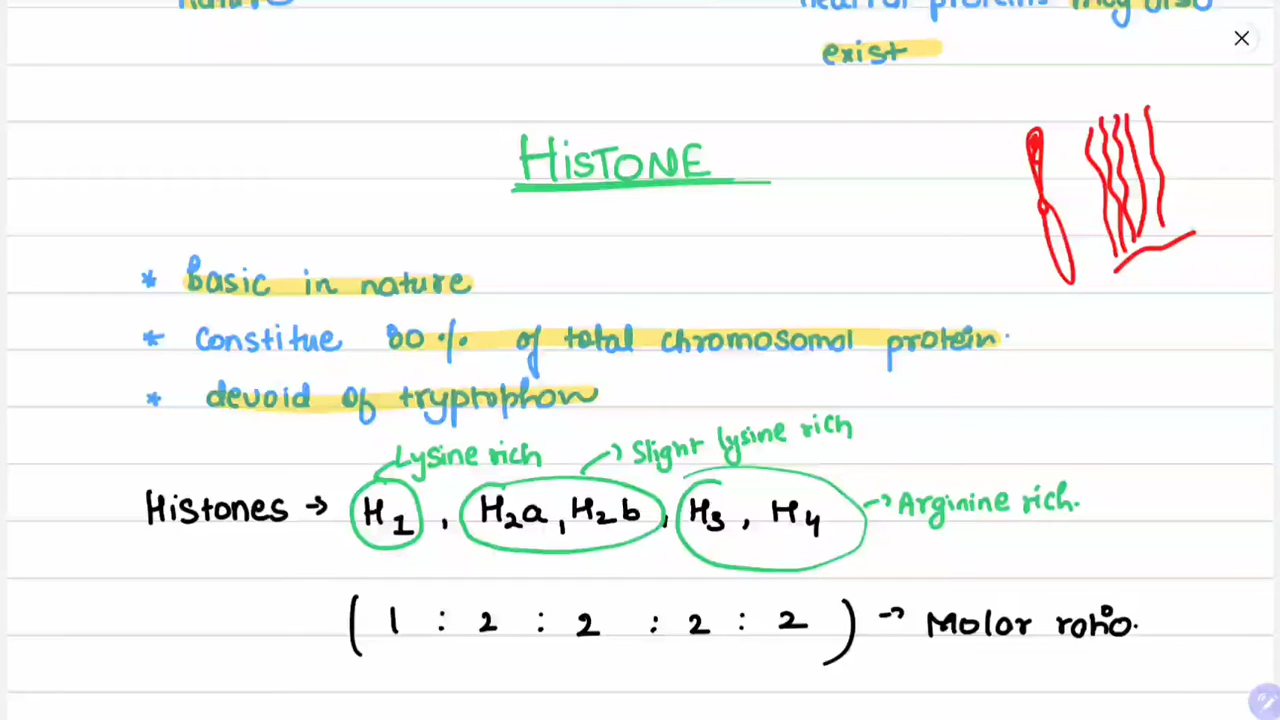 exist
HISTONE
* basic in nature
* constitue 80% of total chromosomal protein.
* devoid of tryptophan
Lysine rich → Slight lysine rich
Histones → H1, H2a, H2b, H3, H4 → Arginine rich.
(1 : 2 : 2 : 2 : 2) → Molar ratio.